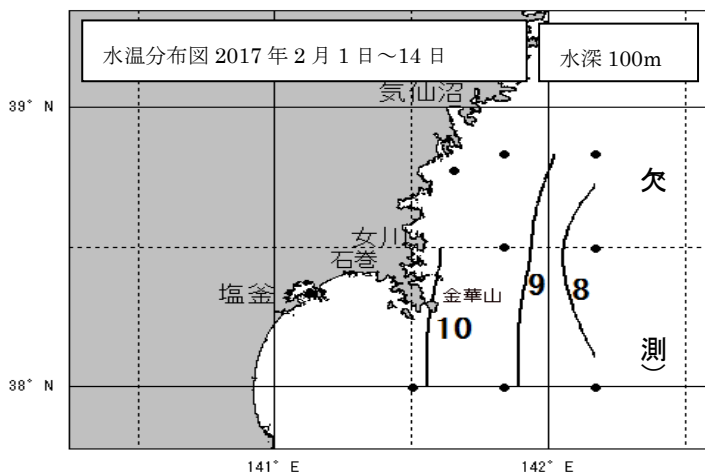 水温分布図 2017 年 2 月 1 日～14 日
水深 100m
気仙沼
39° N
欠
女川
石巻
塩釜
金華山
9
8
10
測）
38° N
141° E
142° E